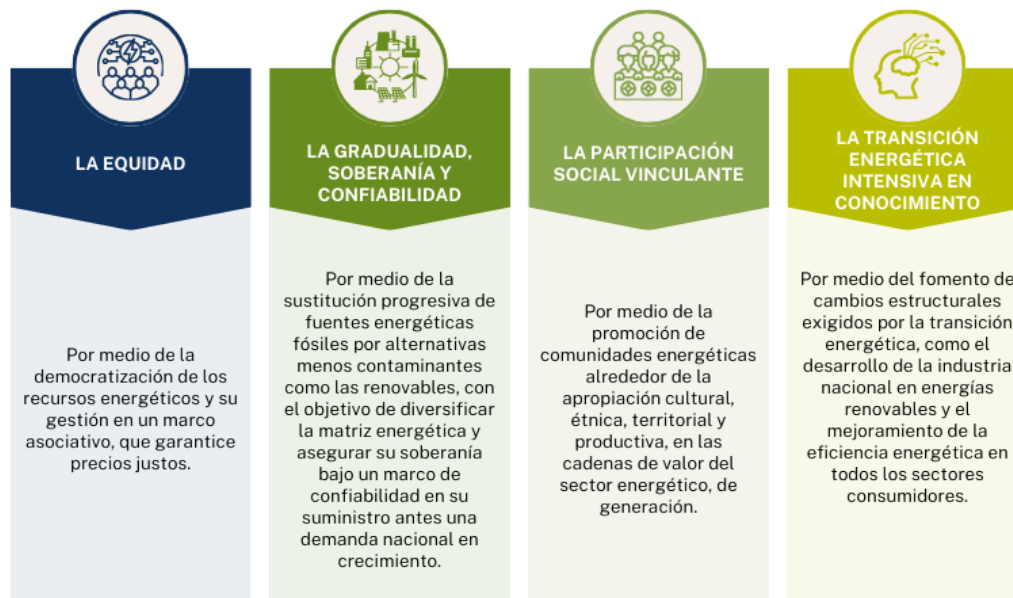 LA EQUIDAD
Por medio de la
democratización de los
recursos energéticos y su
gestión en un marco
asociativo, que garantice
precios justos.
LA GRADUALIDAD,
SOBERANÍA Y
CONFIABILIDAD
Por medio de la
sustitución progresiva de
fuentes energéticas
fósiles por alternativas
menos contaminantes
como las renovables, con
el objetivo de diversificar
la matriz energética y
asegurar su soberanía
bajo un marco de
confiabilidad en su
suministro antes una
demanda nacional en
crecimiento.
LA PARTICIPACIÓN
SOCIAL VINCULANTE
Por medio de la
promoción de
comunidades energéticas
alrededor de la
apropiación cultural,
étnica, territorial y
productiva, en las
cadenas de valor del
sector energético, de
generación.
LA TRANSICIÓN
ENERGÉTICA
INTENSIVA EN
CONOCIMIENTO
Por medio del fomento de
cambios estructurales
exigidos por la transición
energética, como el
desarrollo de la industria
nacional en energías
renovables y el
mejoramiento de la
eficiencia energética en
todos los sectores
consumidores.